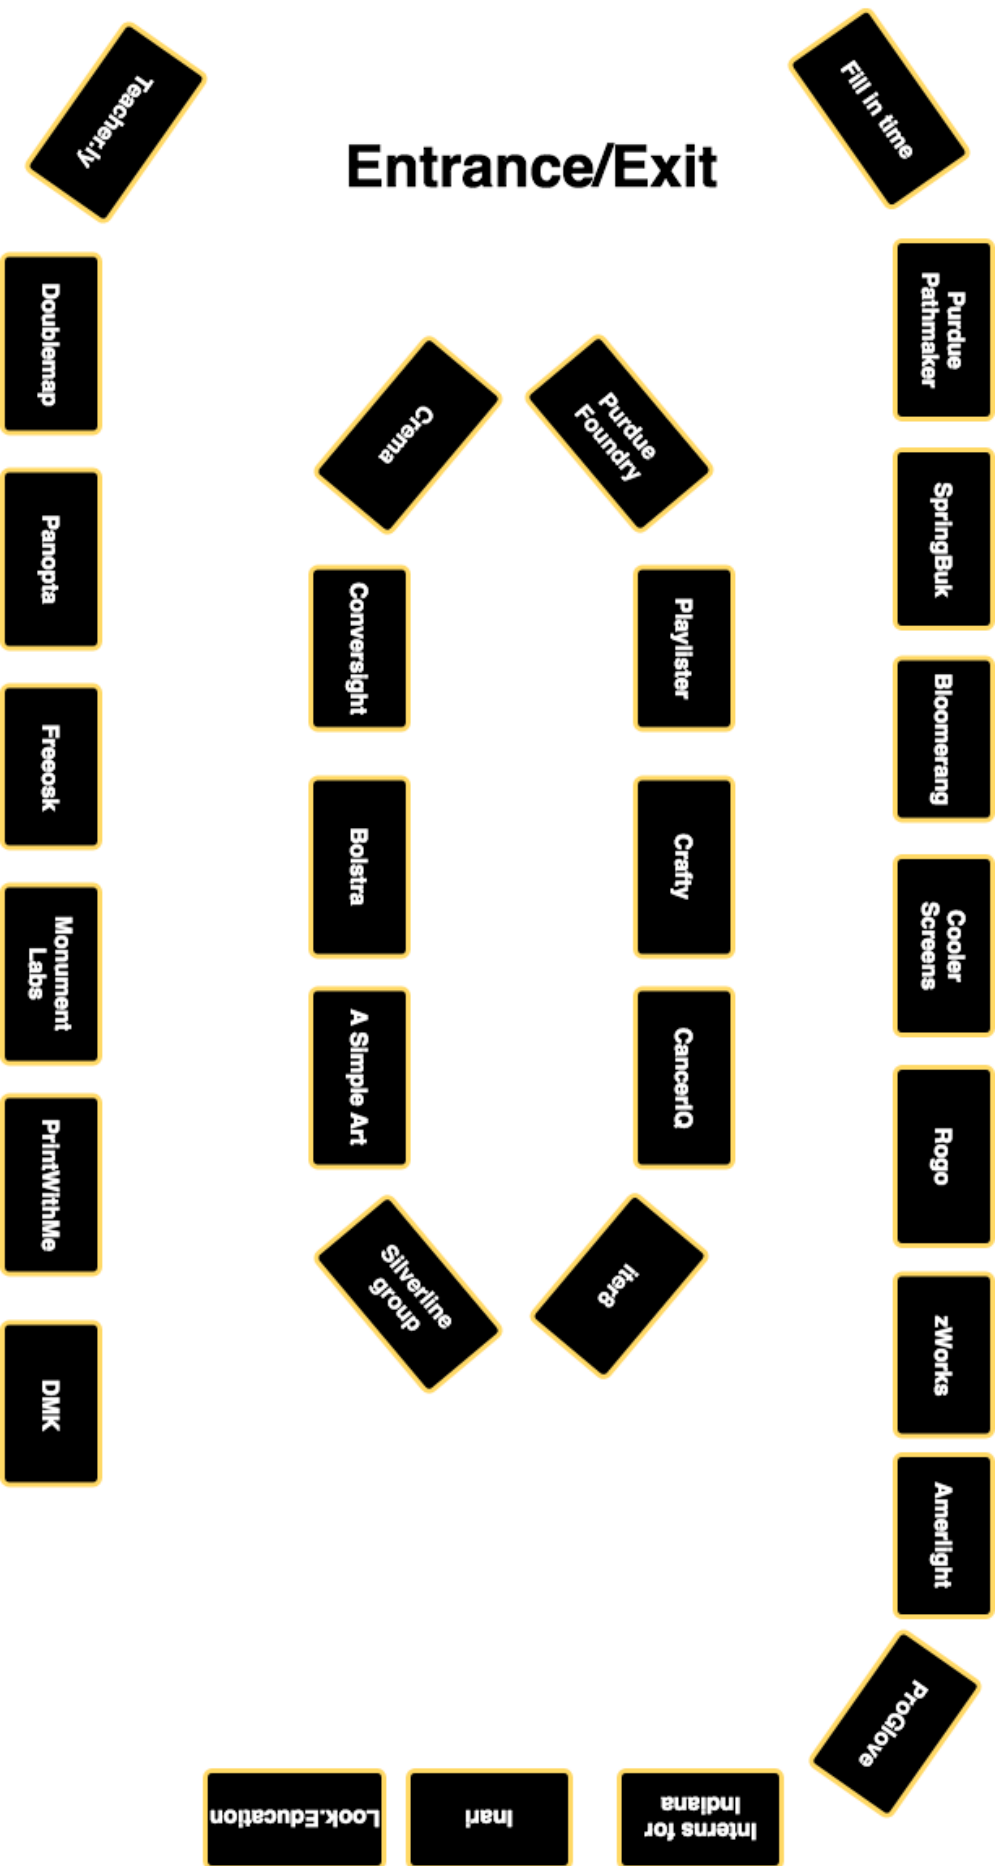 Teacher.ly
Entrance/Exit
Fill in time
Doublemap
Panopta
Freeosk
Monument
Labs
PrintWithMe
DMK
Crema
Conversight
Bolstra
A Simple Art
Silverline
group
Purdue
Foundry
Playlister
Crafty
CancerIQ
iter8
Purdue
Pathmaker
SpringBuk
Bloomerang
Cooler
Screens
Rogo
zWorks
Amerlight
ProGlove
Look.Education
Inari
Interns for
Indiana